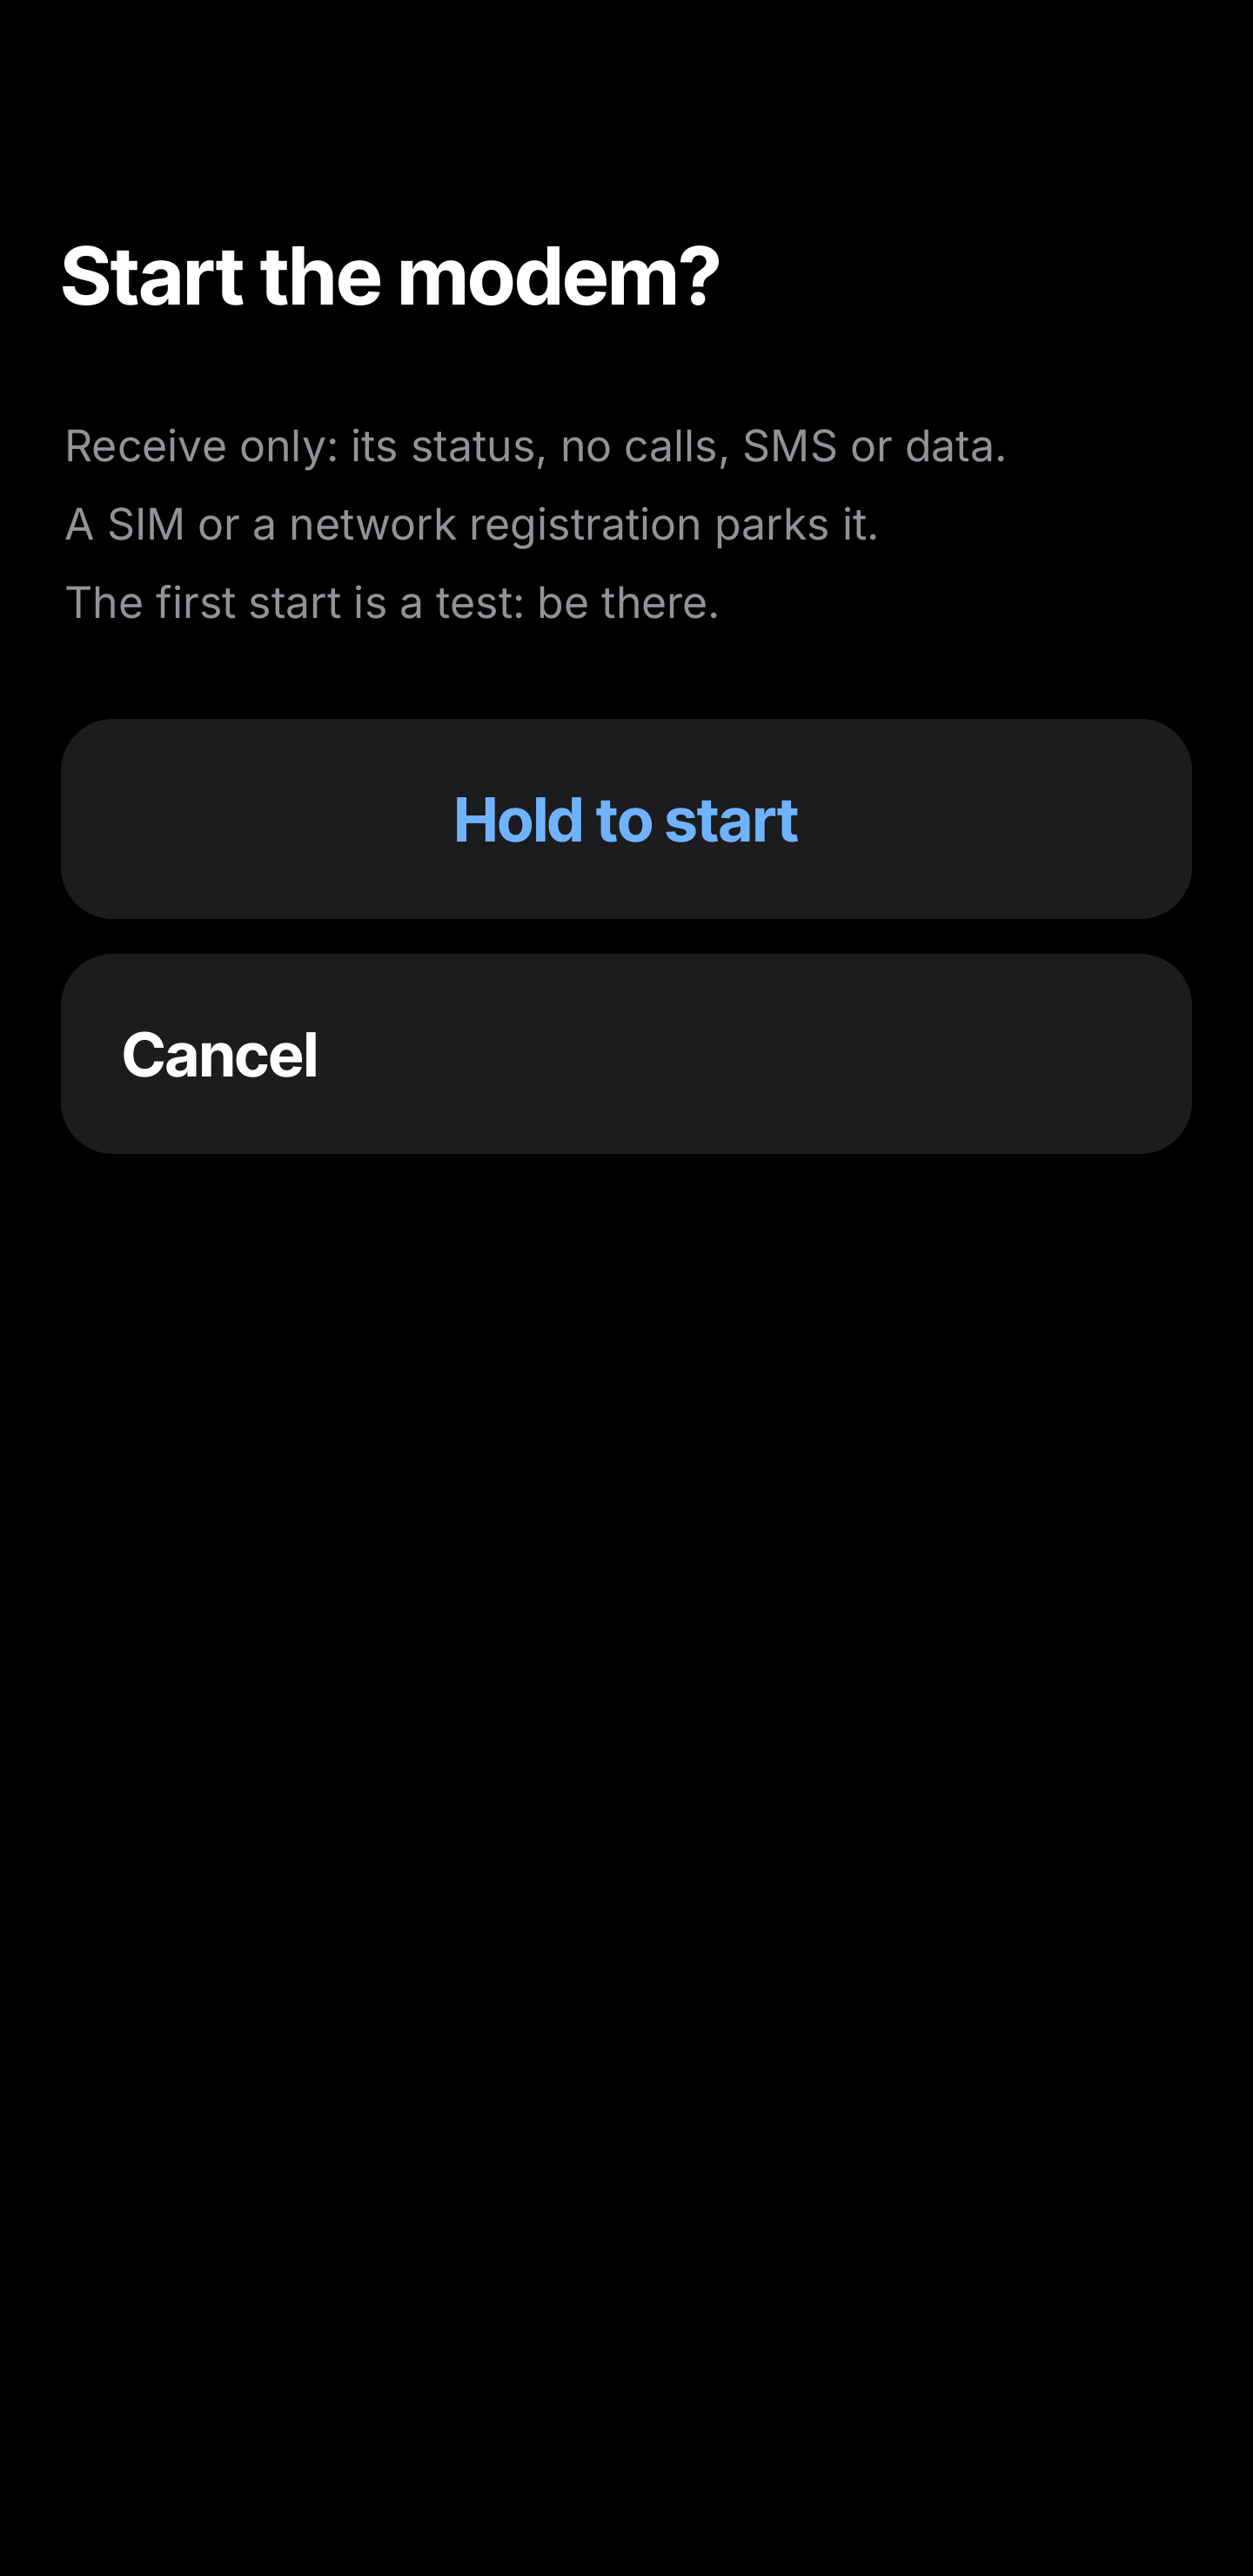 Start the modem?
Receive only: its status, no calls, SMS or data.
A SIM or a network registration parks it.
The first start is a test: be there.
Hold to start
Cancel